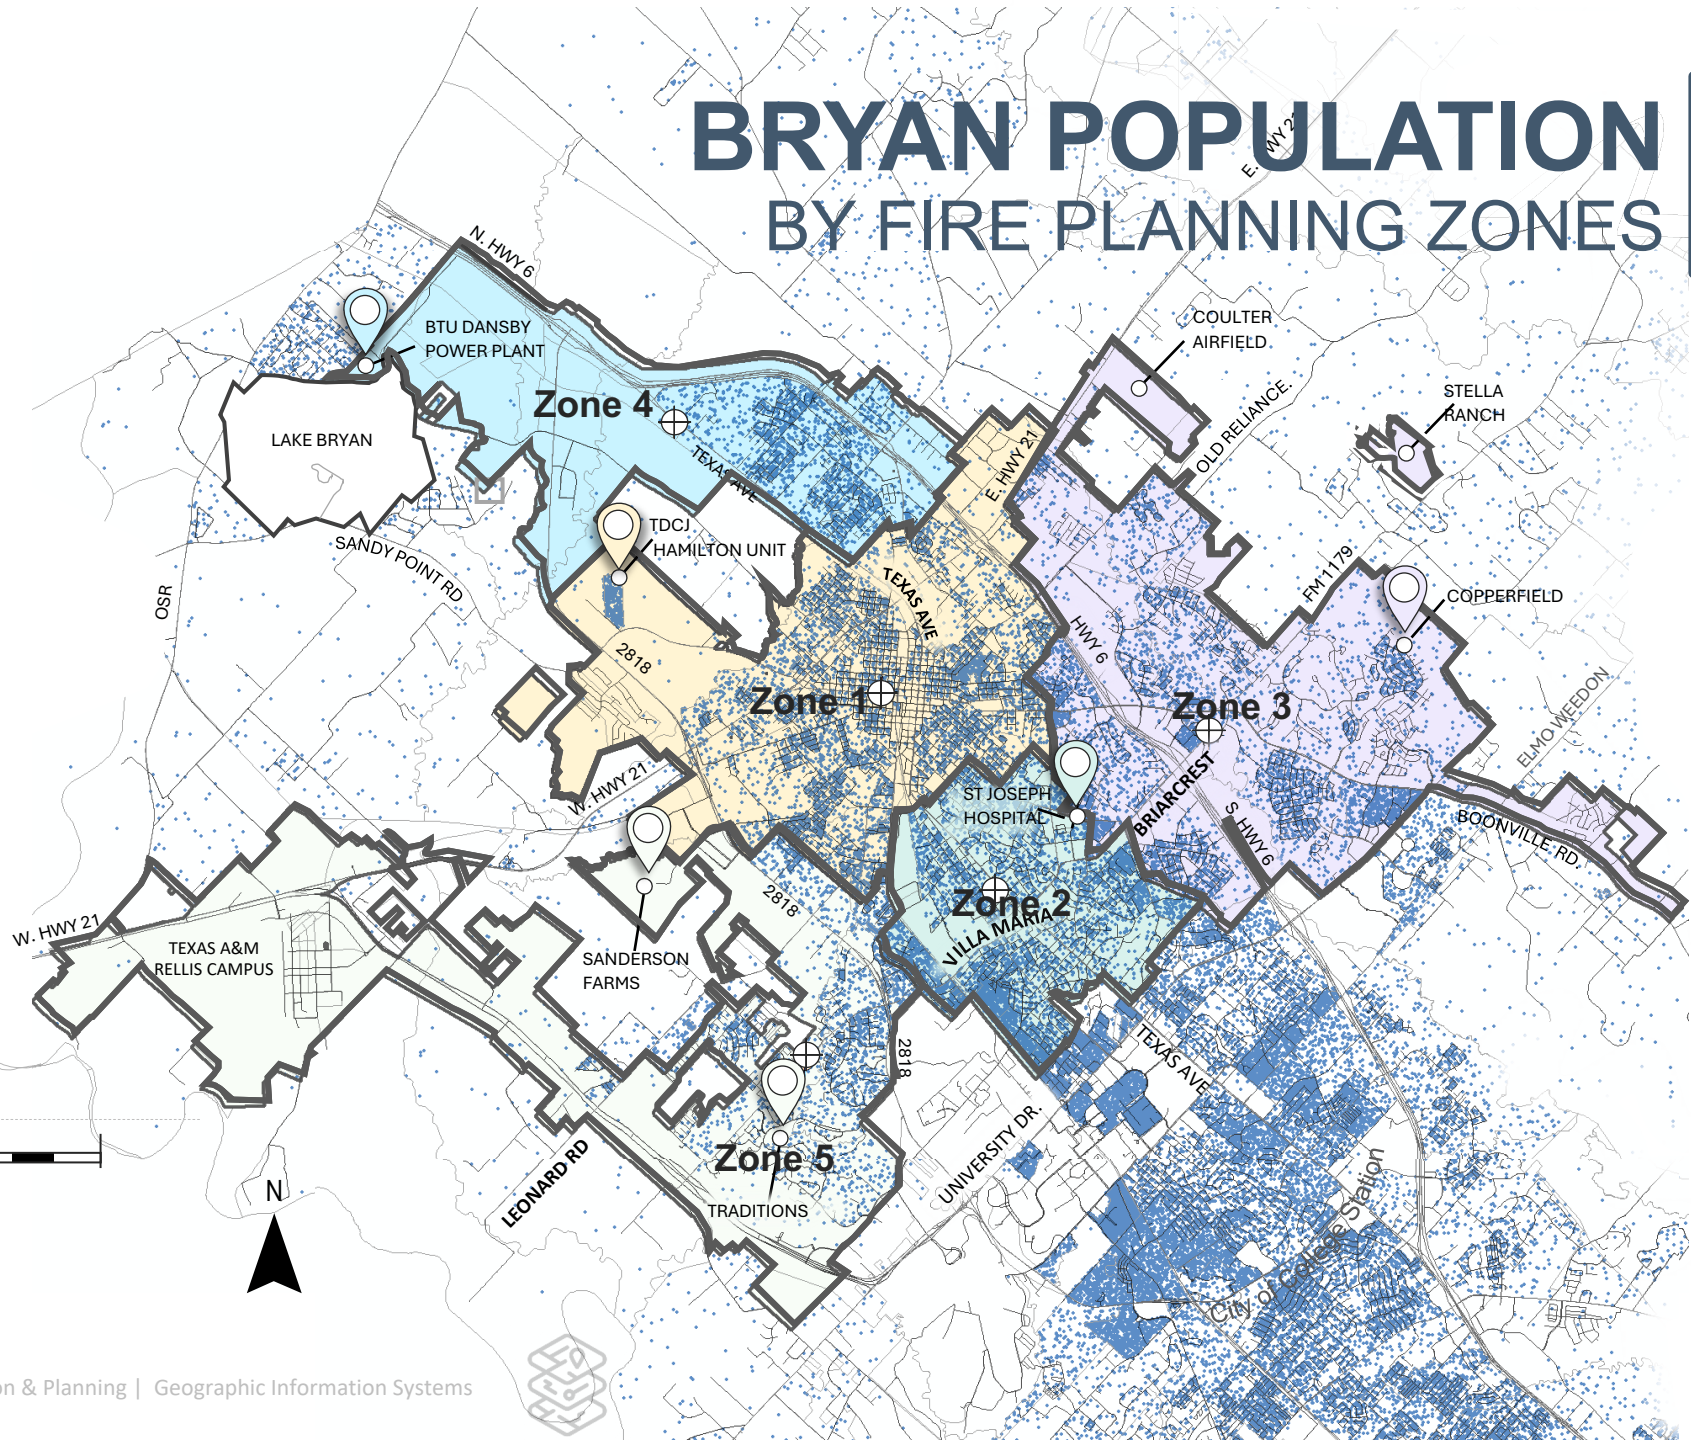 BRYAN POPULATION
BY FIRE PLANNING ZONES
E. HWY 21
N. HWY 6
BTU DANSBY
POWER PLANT
COULTER
AIRFIELD
STELLA
RANCH
Zone 4
LAKE BRYAN
OLD RELIANCE.
E. HWY 21
TEXAS AVE
TDCJ
HAMILTON UNIT
SANDY POINT RD
OSR
TEXAS AVE
FM 1179
COPPERFIELD
HWY 6
2818
Zone 1
Zone 3
ELMO WEEDON
W. HWY 21
ST JOSEPH
HOSPITAL
BRIARCREST
S. HWY 6
BOONVILLE RD.
2818
Zone 2
VILLA MARIA
W. HWY 21
TEXAS A&M
RELLIS CAMPUS
SANDERSON
FARMS
2818
TEXAS AVE
UNIVERSITY DR.
Zone 5
LEONARD RD
TRADITIONS
City of College Station
N
on & Planning | Geographic Information Systems